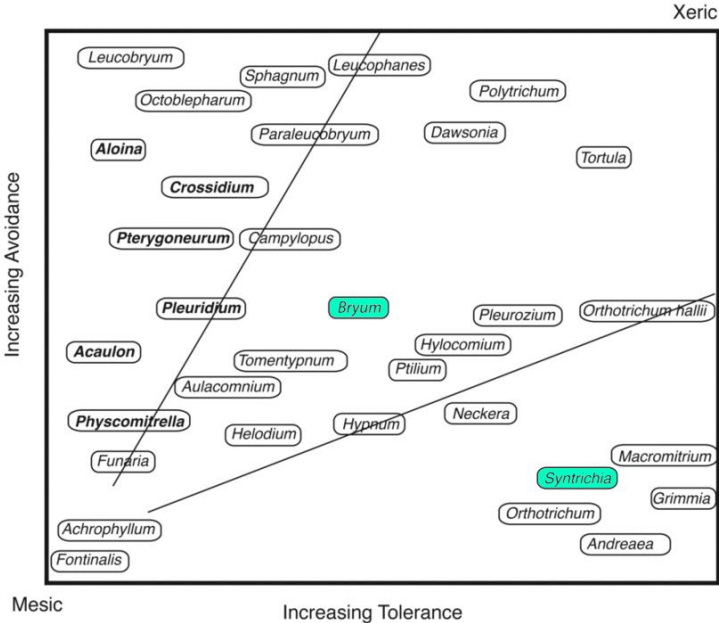 Xeric
Leucobryum
Sphagnum
Leucophanes
Octoblepharum
Polytrichum
Paraleucobryum
Dawsonia
Aloina
Tortula
Crossidium
Pterygoneurum
Campylopus
Pleuridium
Bryum
Pleurozium
Orthotrichum hallii
Acaulon
Tomentypnum
Hylocomium
Ptilium
Aulacomnium
Physcomitrella
Helodium
Hypnum
Neckera
Funaria
Macromitrium
Syntrichia
Grimmia
Orthotrichum
Achrophyllum
Andreaea
Fontinalis
Increasing Avoidance
Mesic
Increasing Tolerance